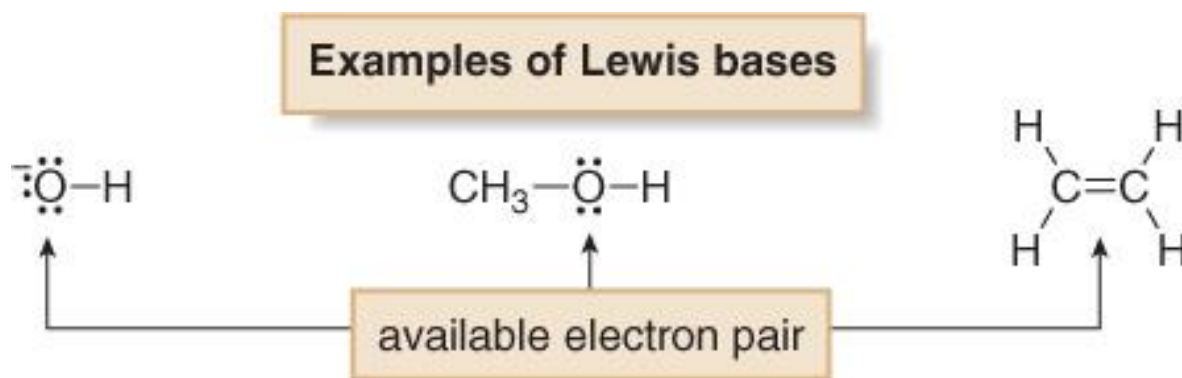 Examples of Lewis bases
⁻:Ö–H
CH₃–Ö–H
H H
C=C
H H
available electron pair